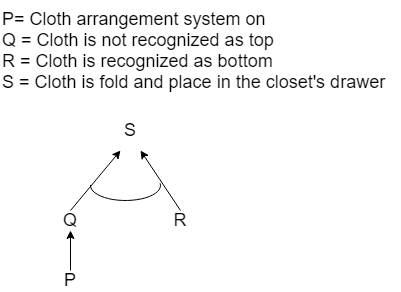 P= Cloth arrangement system on
Q = Cloth is not recognized as top
R = Cloth is recognized as bottom
S = Cloth is fold and place in the closet's drawer
S
Q R
P